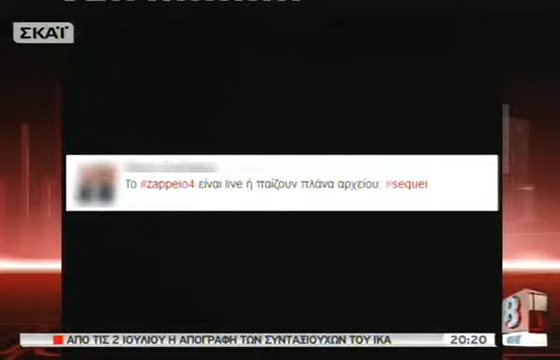 ΣΚΑΪ
Το #zappeio4 είναι live ή παίζουν πλάνα αρχείου; #sequel
8
ΑΠΟ ΤΙΣ 2 ΙΟΥΛΙΟΥ Η ΑΠΟΓΡΑΦΗ ΤΩΝ ΣΥΝΤΑΞΙΟΥΧΩΝ ΤΟΥ ΙΚΑ 20:20